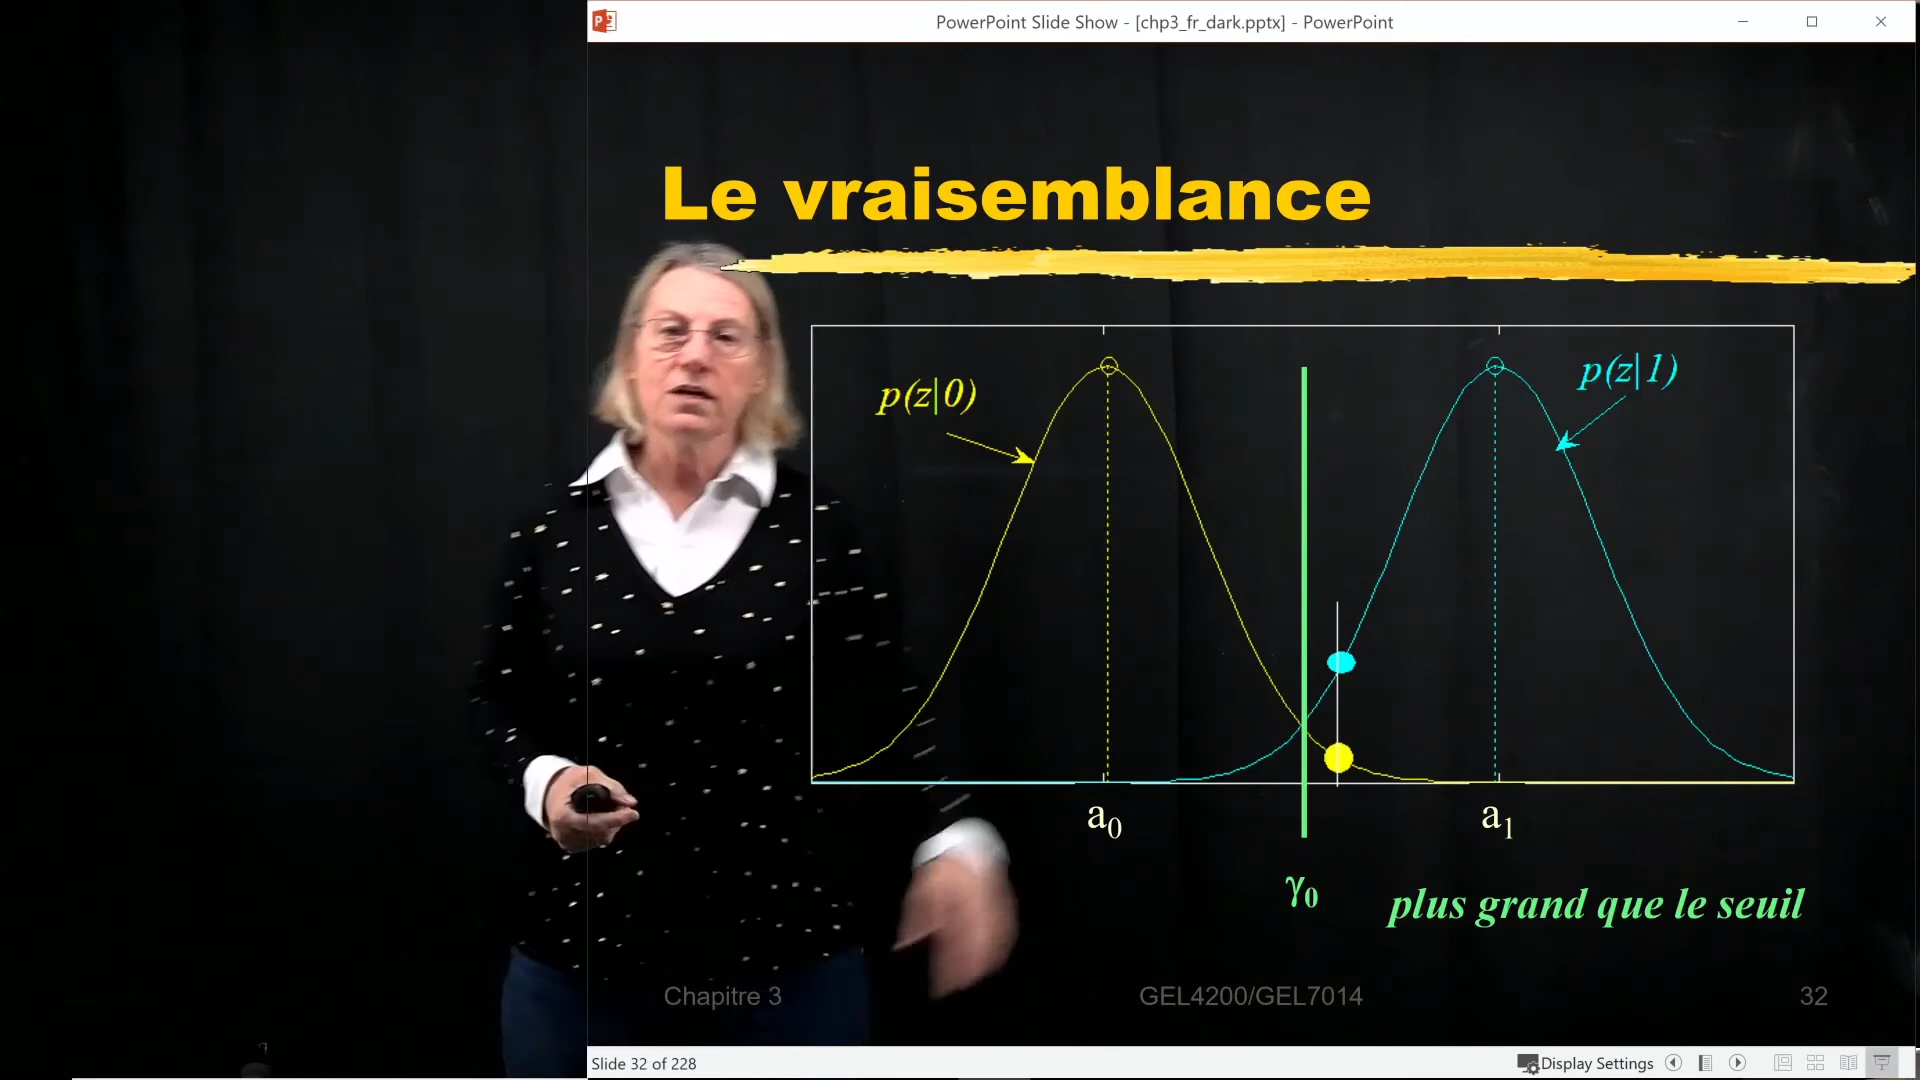 PowerPoint Slide Show - [chp3_fr_dark.pptx] - PowerPoint
Le vraisemblance
p(z|0)
p(z|1)
a0
a1
γ0
plus grand que le seuil
Chapitre 3
GEL4200/GEL7014
32
Slide 32 of 228
Display Settings